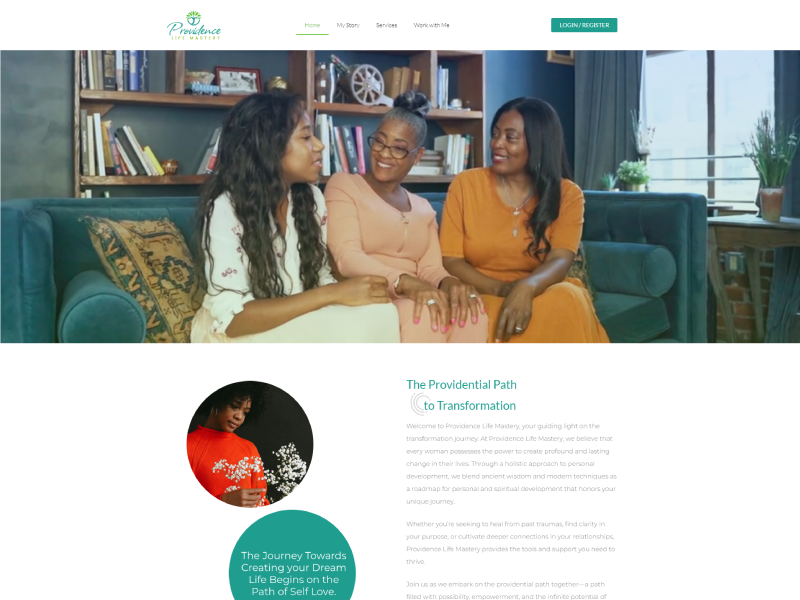 Providence
LIFE MASTERY
Home
My Story
Services
Work with Me
LOGIN / REGISTER
The Providential Path
to Transformation
Welcome to Providence Life Mastery, your guiding light on the
transformation journey. At Providence Life Mastery, we believe that
every woman possesses the power to create profound and lasting
change in their lives. Through a holistic approach to personal
development, we blend ancient wisdom and modern techniques as
a roadmap for personal and spiritual development that honors your
unique journey.
Whether you're seeking to heal from past traumas, find clarity in
your purpose, or cultivate deeper connections in your relationships,
Providence Life Mastery provides the tools and support you need to
thrive.
Join us as we embark on the providential path together—a path
filled with possibility, empowerment, and the infinite potential of
The Journey Towards
Creating your Dream
Life Begins on the
Path of Self Love.